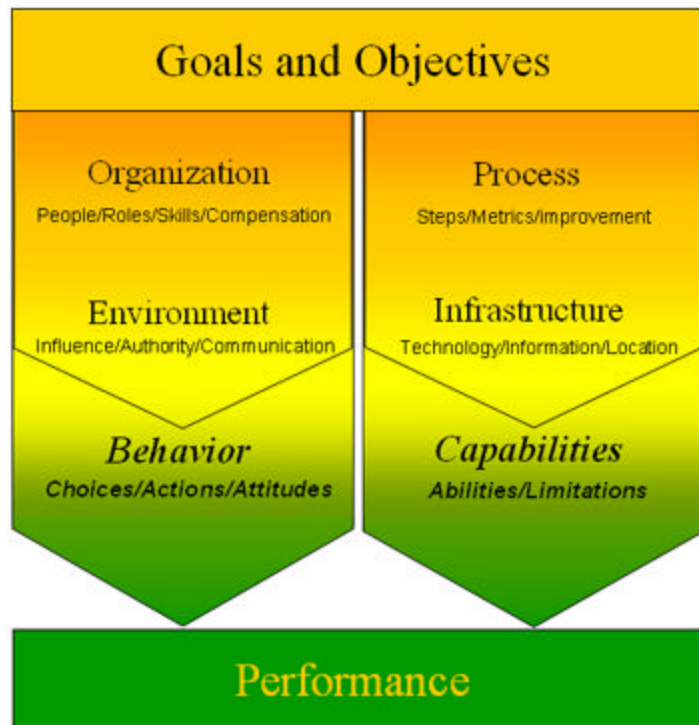 Goals and Objectives
Organization
People/Roles/Skills/Compensation
Environment
Influence/Authority/Communication
Behavior
Choices/Actions/Attitudes
Process
Steps/Metrics/improvement
Infrastructure
Technology/Information/Location
Capabilities
Abilities/Limitations
Performance